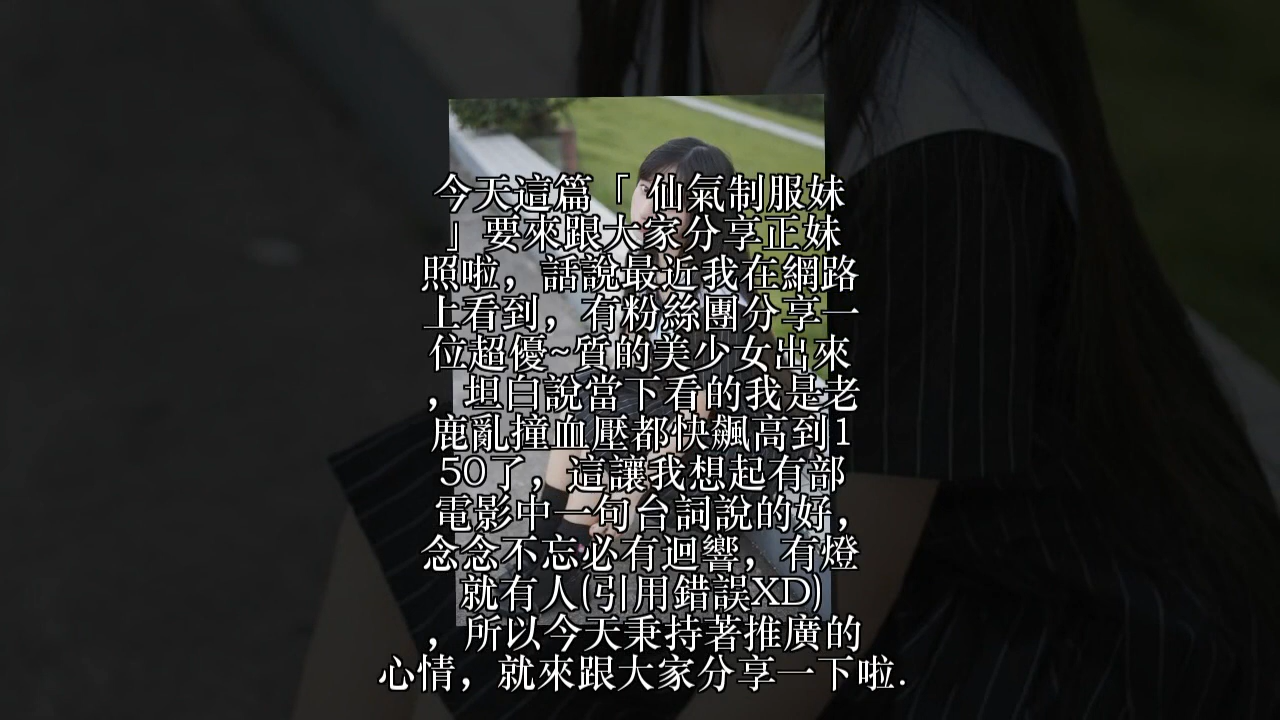 今天這篇「 仙氣制服妹
」要來跟大家分享正妹
照啦，話說最近我在網路
上看到，有粉絲團分享一
位超優~質的美少女出來
，坦白說當下看的我是老
鹿亂撞血壓都快飆高到1
50了，這讓我想起有部
電影中一句台詞說的好，
念念不忘必有迴響，有燈
就有人(引用錯誤XD)
，所以今天秉持著推廣的
心情，就來跟大家分享一下啦.